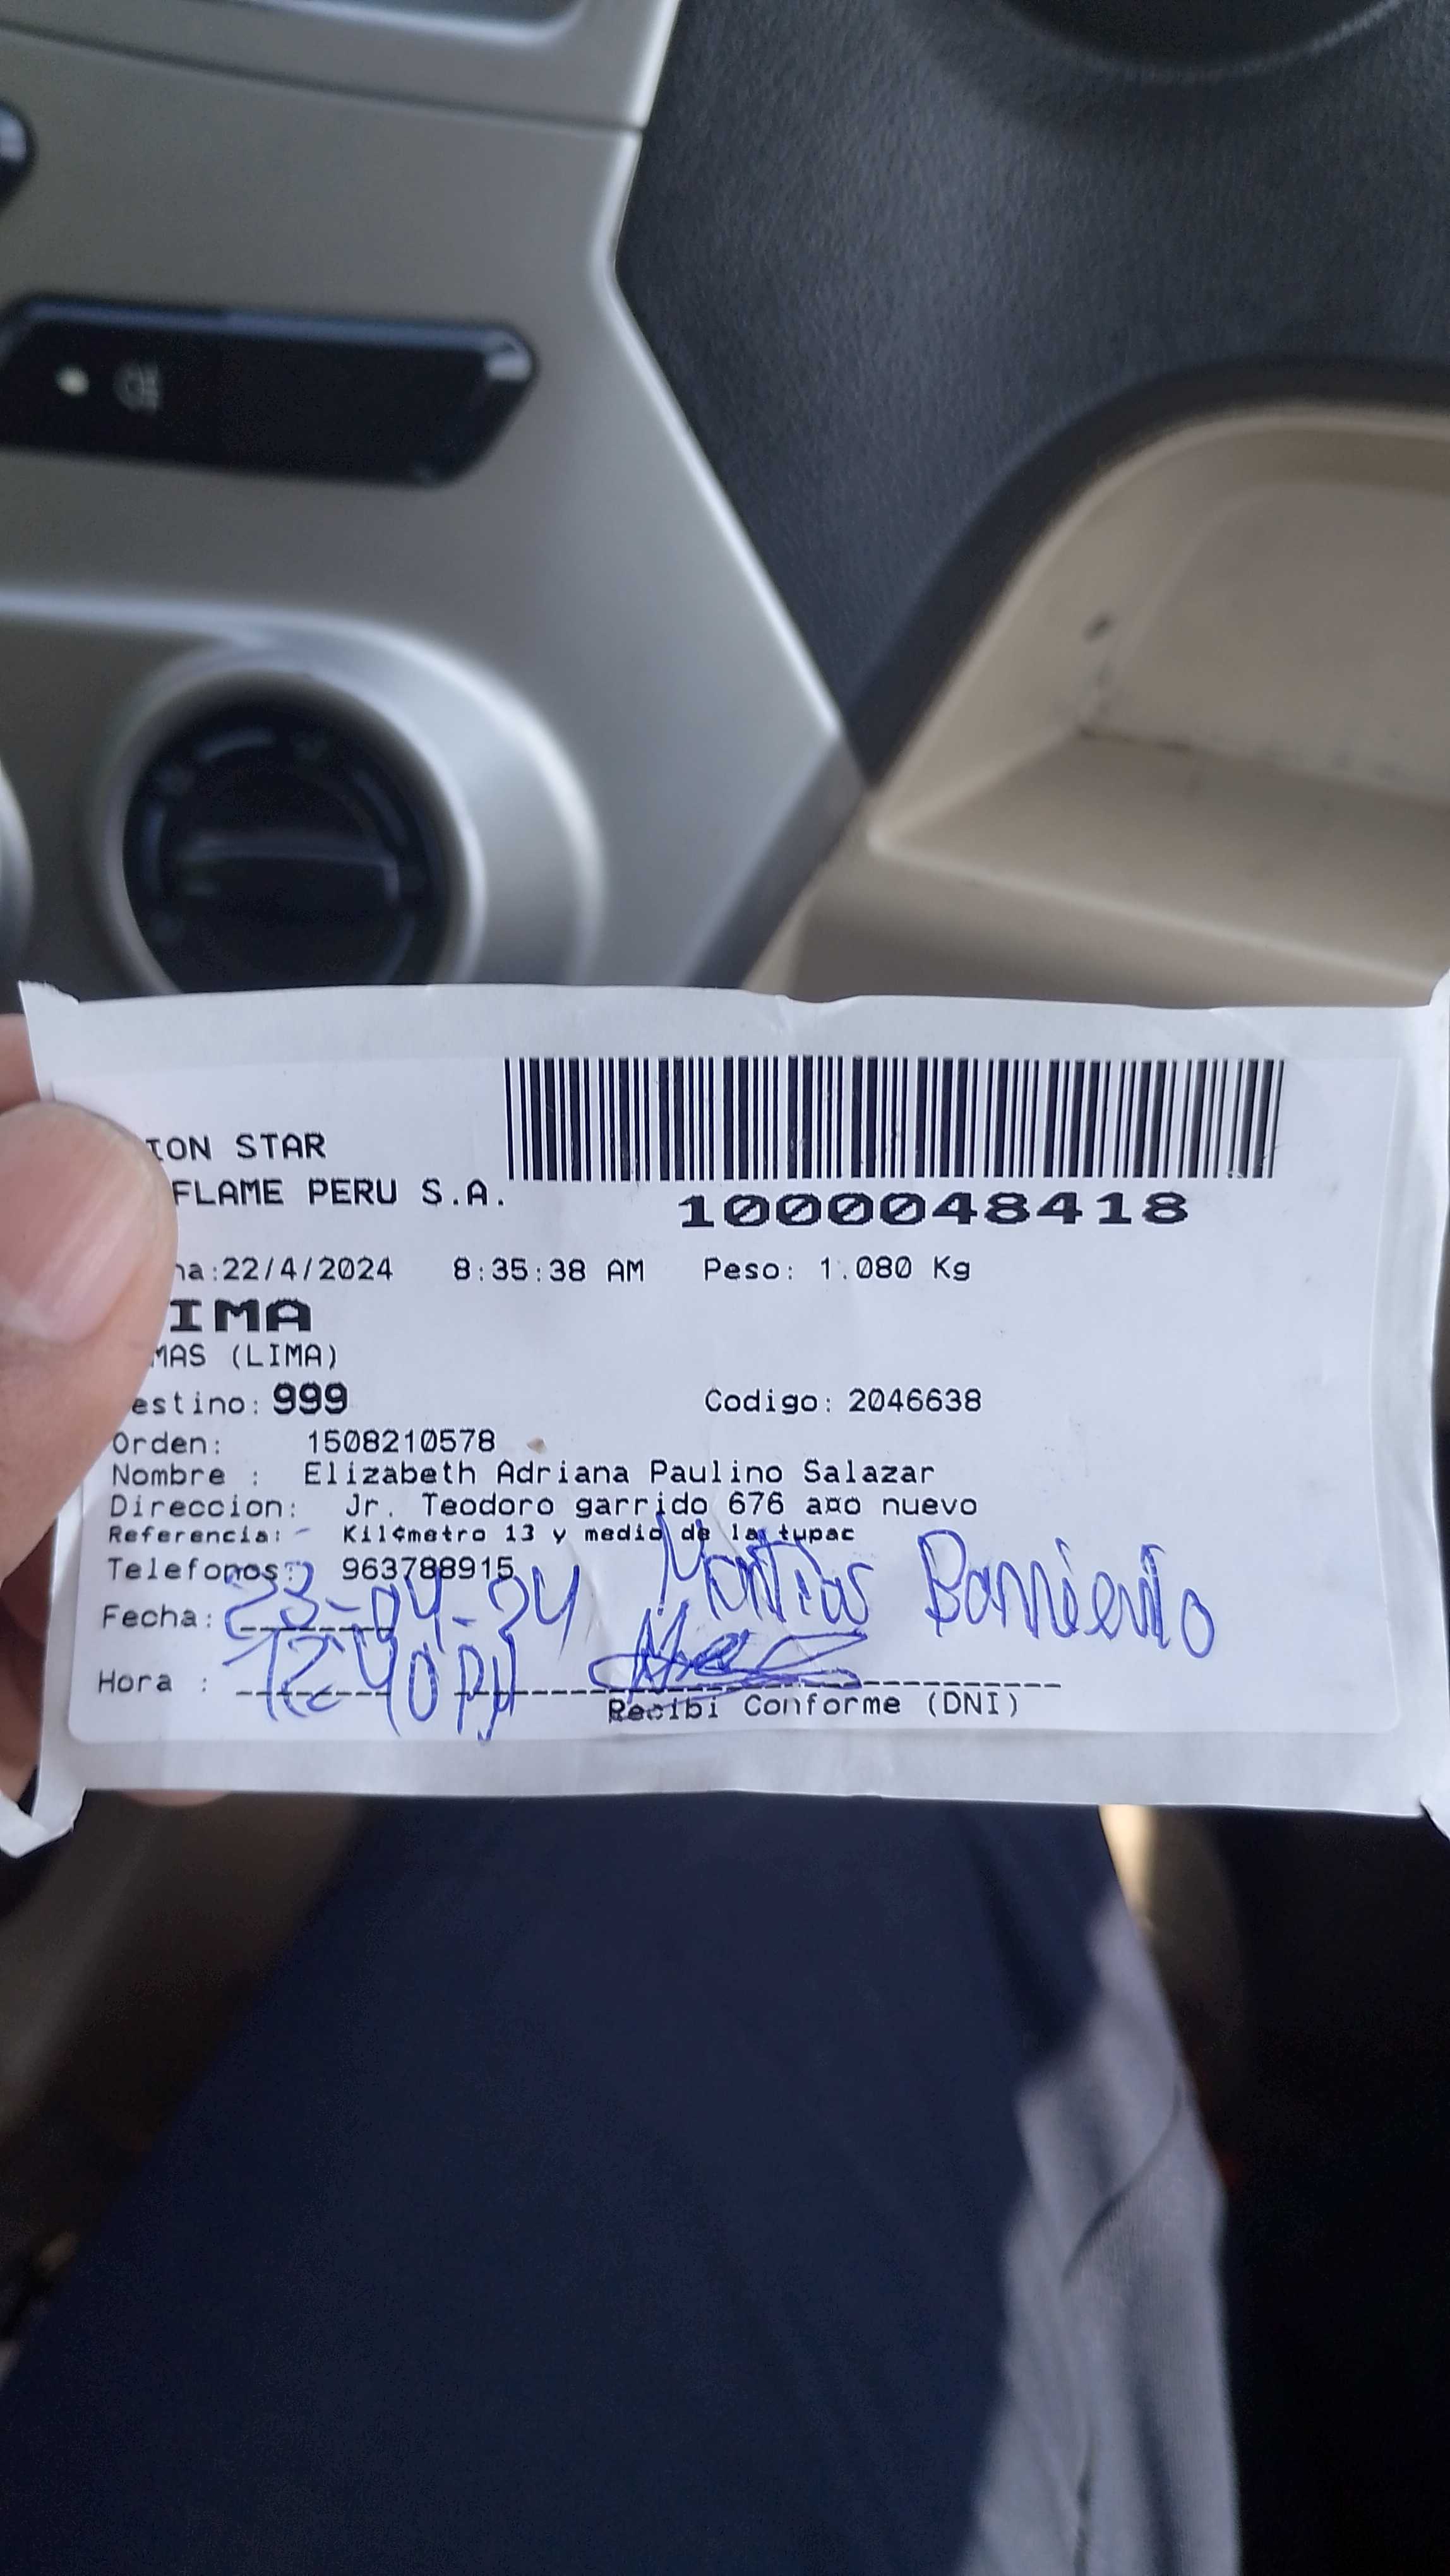 ION STAR
FLAME PERU S.A.
1000048418
na:22/4/2024 8:35:38 AM Peso: 1.080 Kg
IMA
MAS (LIMA)
estino: 999 Codigo: 2046638
Orden: 1508210578
Nombre : Elizabeth Adriana Paulino Salazar
Direccion: Jr. Teodoro garrido 676 a¤o nuevo
Referencia: Kil¢metro 13 y medio de la tupac
Telefonos: 963788915
Barriento
Fecha: 23-04-24
Hora : 12:40 PM
Recibi Conforme (DNI)